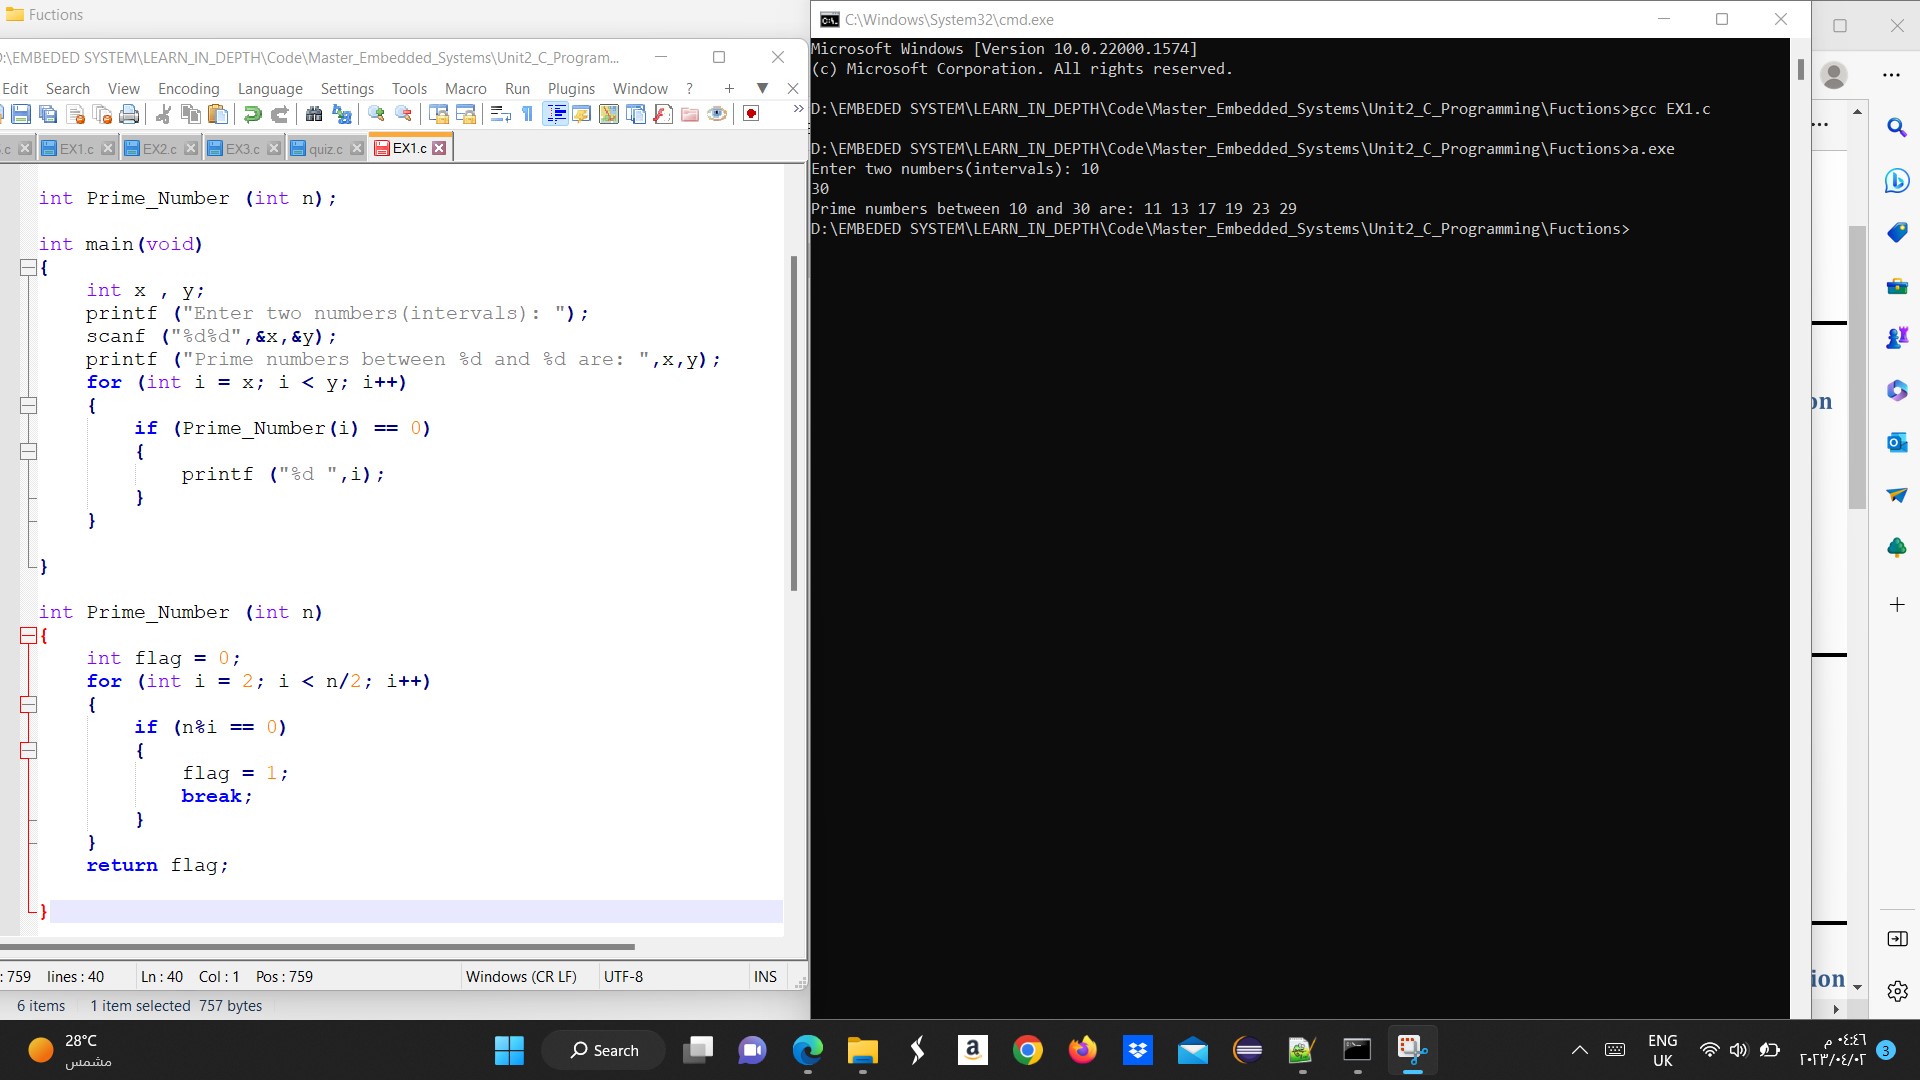 Fuctions
:\EMBEDED SYSTEM\LEARN_IN_DEPTH\Code\Master_Embedded_Systems\Unit2_C_Program...
Edit Search View Encoding Language Settings Tools Macro Run Plugins Window ? + ▼ X
.c EX1.c EX2.c EX3.c quiz.c EX1.c
int Prime_Number (int n);
int main(void)
{
int x , y;
printf ("Enter two numbers(intervals): ");
scanf ("%d%d",&x,&y);
printf ("Prime numbers between %d and %d are: ",x,y);
for (int i = x; i < y; i++)
{
if (Prime_Number(i) == 0)
{
printf ("%d ",i);
}
}
}
int Prime_Number (int n)
{
int flag = 0;
for (int i = 2; i < n/2; i++)
{
if (n%i == 0)
{
flag = 1;
break;
}
}
return flag;
}
: 759 lines : 40 Ln : 40 Col : 1 Pos : 759 Windows (CR LF) UTF-8 INS
6 items 1 item selected 757 bytes
C:\Windows\System32\cmd.exe
Microsoft Windows [Version 10.0.22000.1574]
(c) Microsoft Corporation. All rights reserved.
D:\EMBEDED SYSTEM\LEARN_IN_DEPTH\Code\Master_Embedded_Systems\Unit2_C_Programming\Fuctions>gcc EX1.c
D:\EMBEDED SYSTEM\LEARN_IN_DEPTH\Code\Master_Embedded_Systems\Unit2_C_Programming\Fuctions>a.exe
Enter two numbers(intervals): 10
30
Prime numbers between 10 and 30 are: 11 13 17 19 23 29
D:\EMBEDED SYSTEM\LEARN_IN_DEPTH\Code\Master_Embedded_Systems\Unit2_C_Programming\Fuctions>
on
ion
28°C
مشمس
Search
ENG
UK
٠٤:٤٦ م
٢٠٢٣/٠٤/٠٢
3